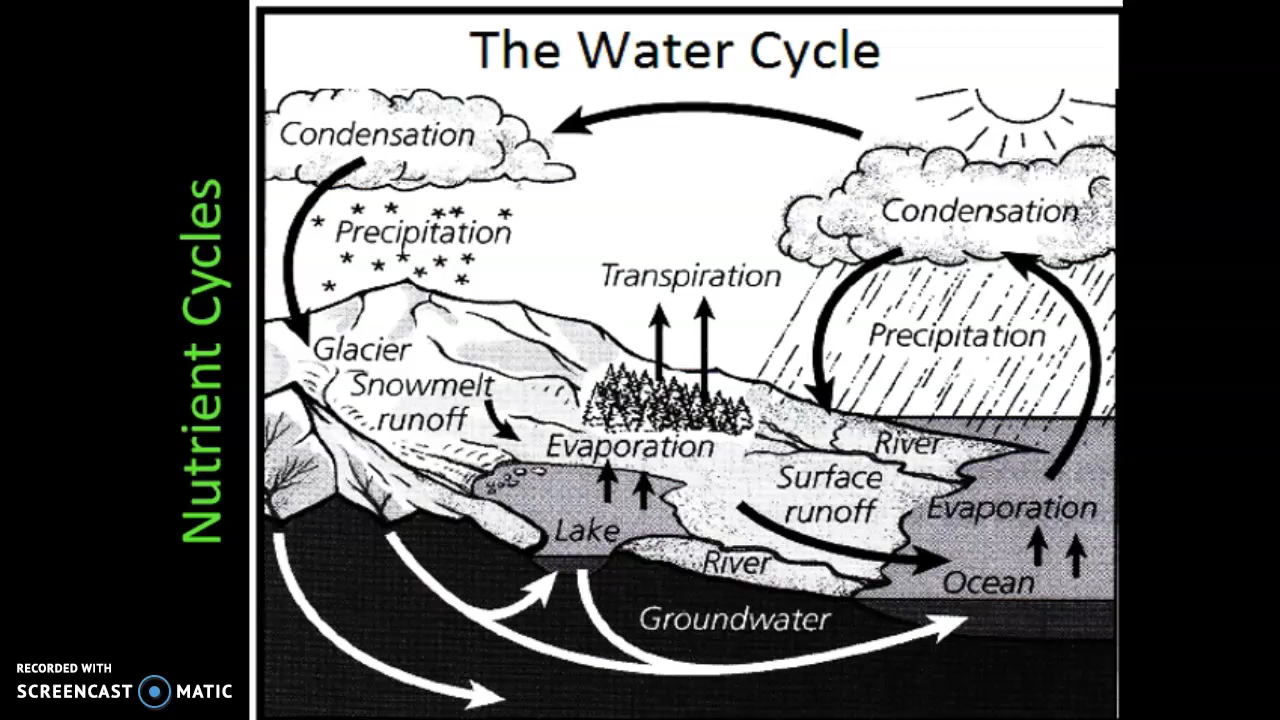 The Water Cycle
Nutrient Cycles
Condensation
Condensation
Precipitation
Transpiration
Precipitation
Glacier
Snowmelt
runoff
Evaporation
River
Surface
runoff
Evaporation
Lake
River
Ocean
Groundwater
RECORDED WITH
SCREENCAST MATIC